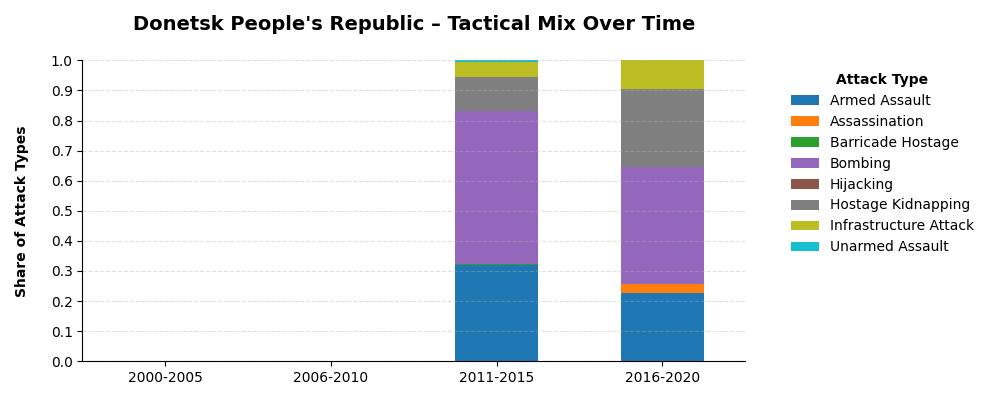 Donetsk People's Republic – Tactical Mix Over Time
Share of Attack Types
1.0
0.9
0.8
0.7
0.6
0.5
0.4
0.3
0.2
0.1
0.0
2000-2005
2006-2010
2011-2015
2016-2020
Attack Type
Armed Assault
Assassination
Barricade Hostage
Bombing
Hijacking
Hostage Kidnapping
Infrastructure Attack
Unarmed Assault